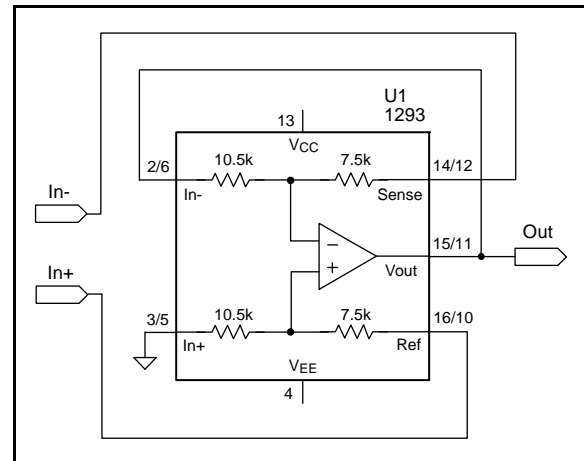 U1
1293
13
VCC
2/6
10.5k
7.5k
14/12
In-
In-
Sense
Out
−
15/11
+
Vout
In+
3/5
10.5k
7.5k
16/10
In+
Ref
VEE
4